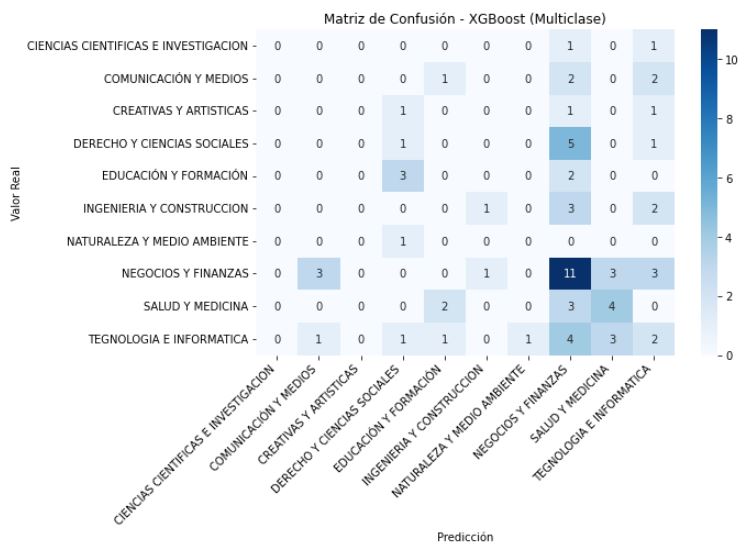 Matriz de Confusión - XGBoost (Multiclase)
CIENCIAS CIENTIFICAS E INVESTIGACION 0 0 0 0 0 0 0 1 0 1
COMUNICACIÓN Y MEDIOS 0 0 0 0 1 0 0 2 0 2
CREATIVAS Y ARTISTICAS 0 0 0 1 0 0 0 1 0 1
DERECHO Y CIENCIAS SOCIALES 0 0 0 1 0 0 0 5 0 1
EDUCACIÓN Y FORMACIÓN 0 0 0 3 0 0 0 2 0 0
INGENIERIA Y CONSTRUCCION 0 0 0 0 0 1 0 3 0 2
NATURALEZA Y MEDIO AMBIENTE 0 0 0 1 0 0 0 0 0 0
NEGOCIOS Y FINANZAS 0 3 0 0 0 1 0 11 3 3
SALUD Y MEDICINA 0 0 0 0 2 0 0 3 4 0
TEGNOLOGIA E INFORMATICA 0 1 0 1 1 0 1 4 3 2
Valor Real
10
8
6
4
2
0
CIENCIAS CIENTIFICAS E INVESTIGACION
COMUNICACIÓN Y MEDIOS
CREATIVAS Y ARTISTICAS
DERECHO Y CIENCIAS SOCIALES
EDUCACIÓN Y FORMACIÓN
INGENIERIA Y CONSTRUCCION
NATURALEZA Y MEDIO AMBIENTE
NEGOCIOS Y FINANZAS
SALUD Y MEDICINA
TEGNOLOGIA E INFORMATICA
Predicción